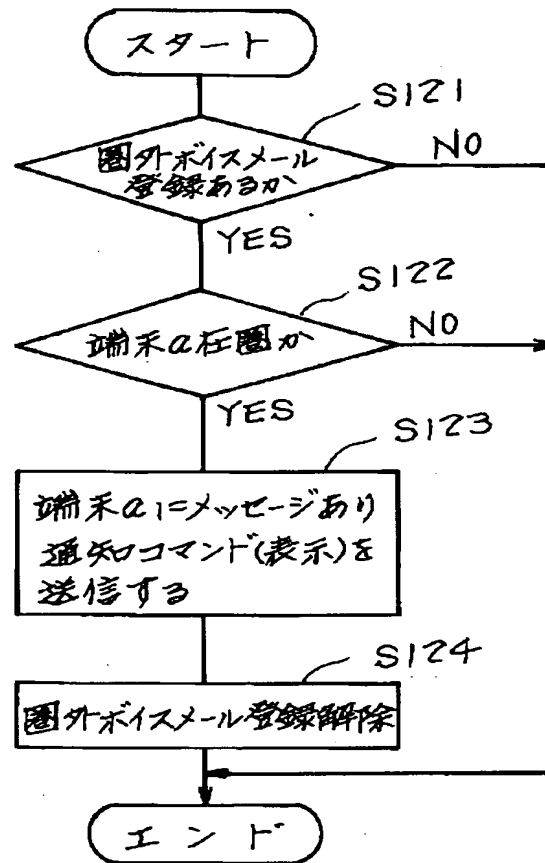 スタート
S121
圏外ボイスメール
登録あるか
NO
YES
S122
端末a在圏か
NO
YES
S123
端末aにメッセージあり
通知コマンド(表示)を
送信する
S124
圏外ボイスメール登録解除
エンド